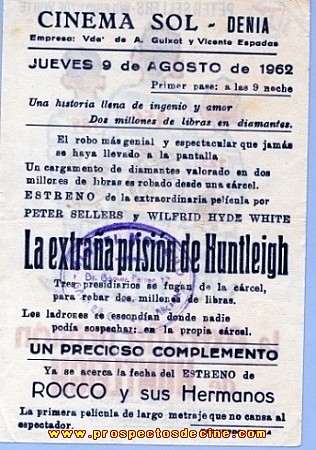 CINEMA SOL - DENIA
Empresa: Vdª de A. Guixot y Vicente Espadas
JUEVES 9 de AGOSTO de 1962
Primer pase: a las 9 noche
Una historia llena de ingenio y amor
Dos millones de libras en diamantes.
El robo más genial y espectacular que jamás
se haya llevado a la pantalla
Un cargamento de diamantes valorado en dos
millones de libras es robado desde una cárcel.
ESTRENO de la extraordinaria película por
PETER SELLERS y WILFRID HYDE WHITE
La extraña prisión de Huntleigh
Tres presidiarios se fugan de la cárcel,
para robar dos millones de libras.
Los ladrones se escondían donde nadie
podía sospechar: en la propia cárcel.
UN PRECIOSO COMPLEMENTO
Ya se acerca la fecha del ESTRENO de
ROCCO y sus Hermanos
La primera película de largo metraje que no cansa al
espectador.
www.prospectosdecine.com